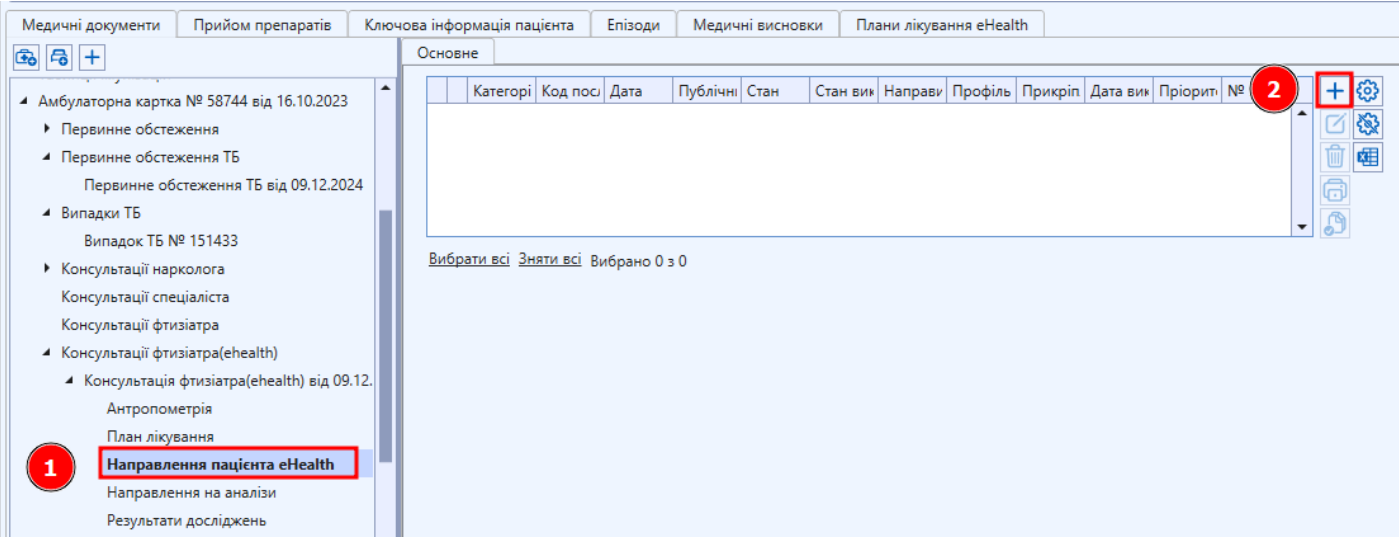 Медичні документи Прийом препаратів Ключова інформація пацієнта Епізоди Медичні висновки Плани лікування eHealth
Основне
Амбулаторна картка № 58744 від 16.10.2023
Первинне обстеження
Первинне обстеження ТБ
Первинне обстеження ТБ від 09.12.2024
Випадки ТБ
Випадок ТБ № 151433
Консультації нарколога
Консультації спеціаліста
Консультації фтизіатра
Консультації фтизіатра(ehealth)
Консультація фтизіатра(ehealth) від 09.12.
Антропометрія
План лікування
1 Направлення пацієнта eHealth
Направлення на аналізи
Результати досліджень
Категорі Код посл Дата Публічни Стан Стан вик Направи Профіль Прикріп Дата вик Пріорит № 2
Вибрати всі Зняти всі Вибрано 0 з 0